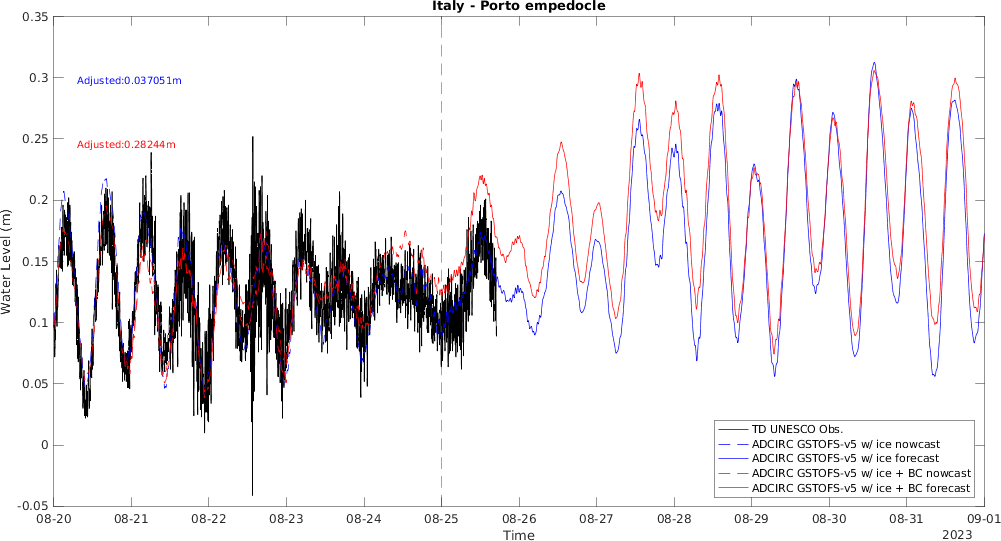 Italy - Porto empedocle
0.35
0.3
0.25
0.2
0.15
0.1
0.05
0
-0.05
Water Level (m)
Adjusted:0.037051m
Adjusted:0.28244m
TD UNESCO Obs.
ADCIRC GSTOFS-v5 w/ ice nowcast
ADCIRC GSTOFS-v5 w/ ice forecast
ADCIRC GSTOFS-v5 w/ ice + BC nowcast
ADCIRC GSTOFS-v5 w/ ice + BC forecast
08-20 08-21 08-22 08-23 08-24 08-25 08-26 08-27 08-28 08-29 08-30 08-31 09-01
Time
2023